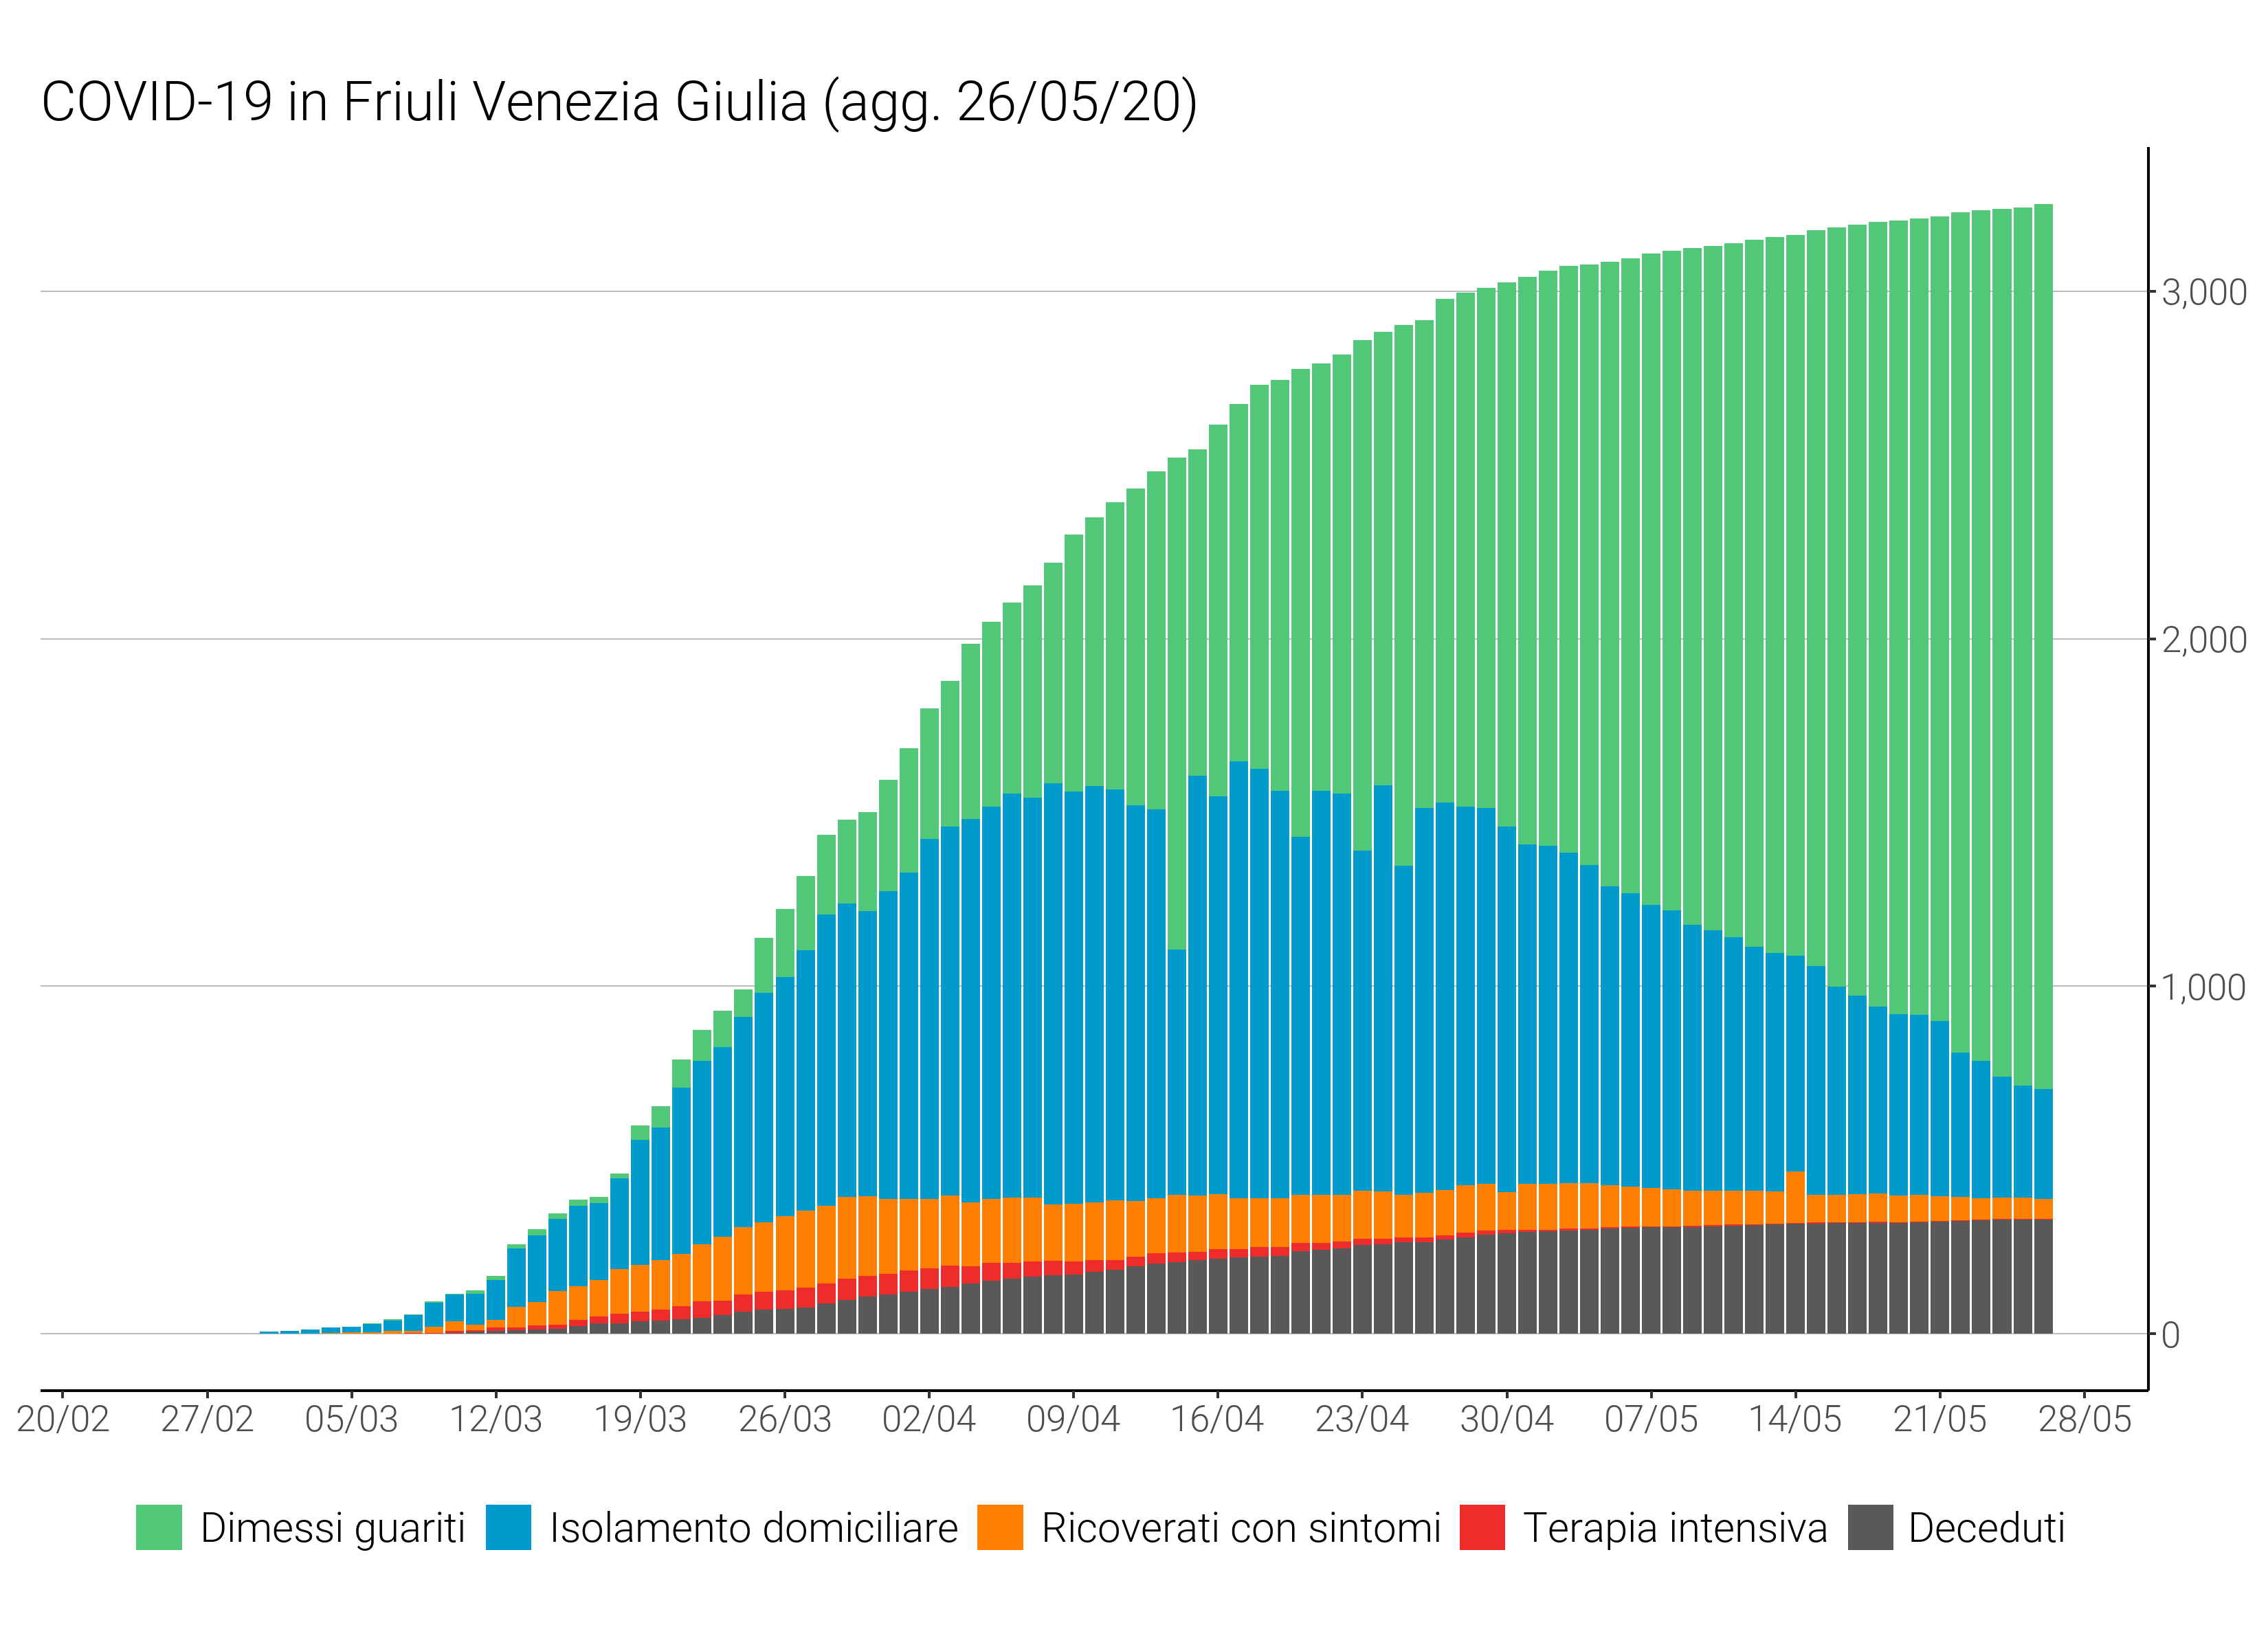 COVID-19 in Friuli Venezia Giulia (agg. 26/05/20)
3,000
2,000
1,000
0
20/02 27/02 05/03 12/03 19/03 26/03 02/04 09/04 16/04 23/04 30/04 07/05 14/05 21/05 28/05
Dimessi guariti Isolamento domiciliare Ricoverati con sintomi Terapia intensiva Deceduti